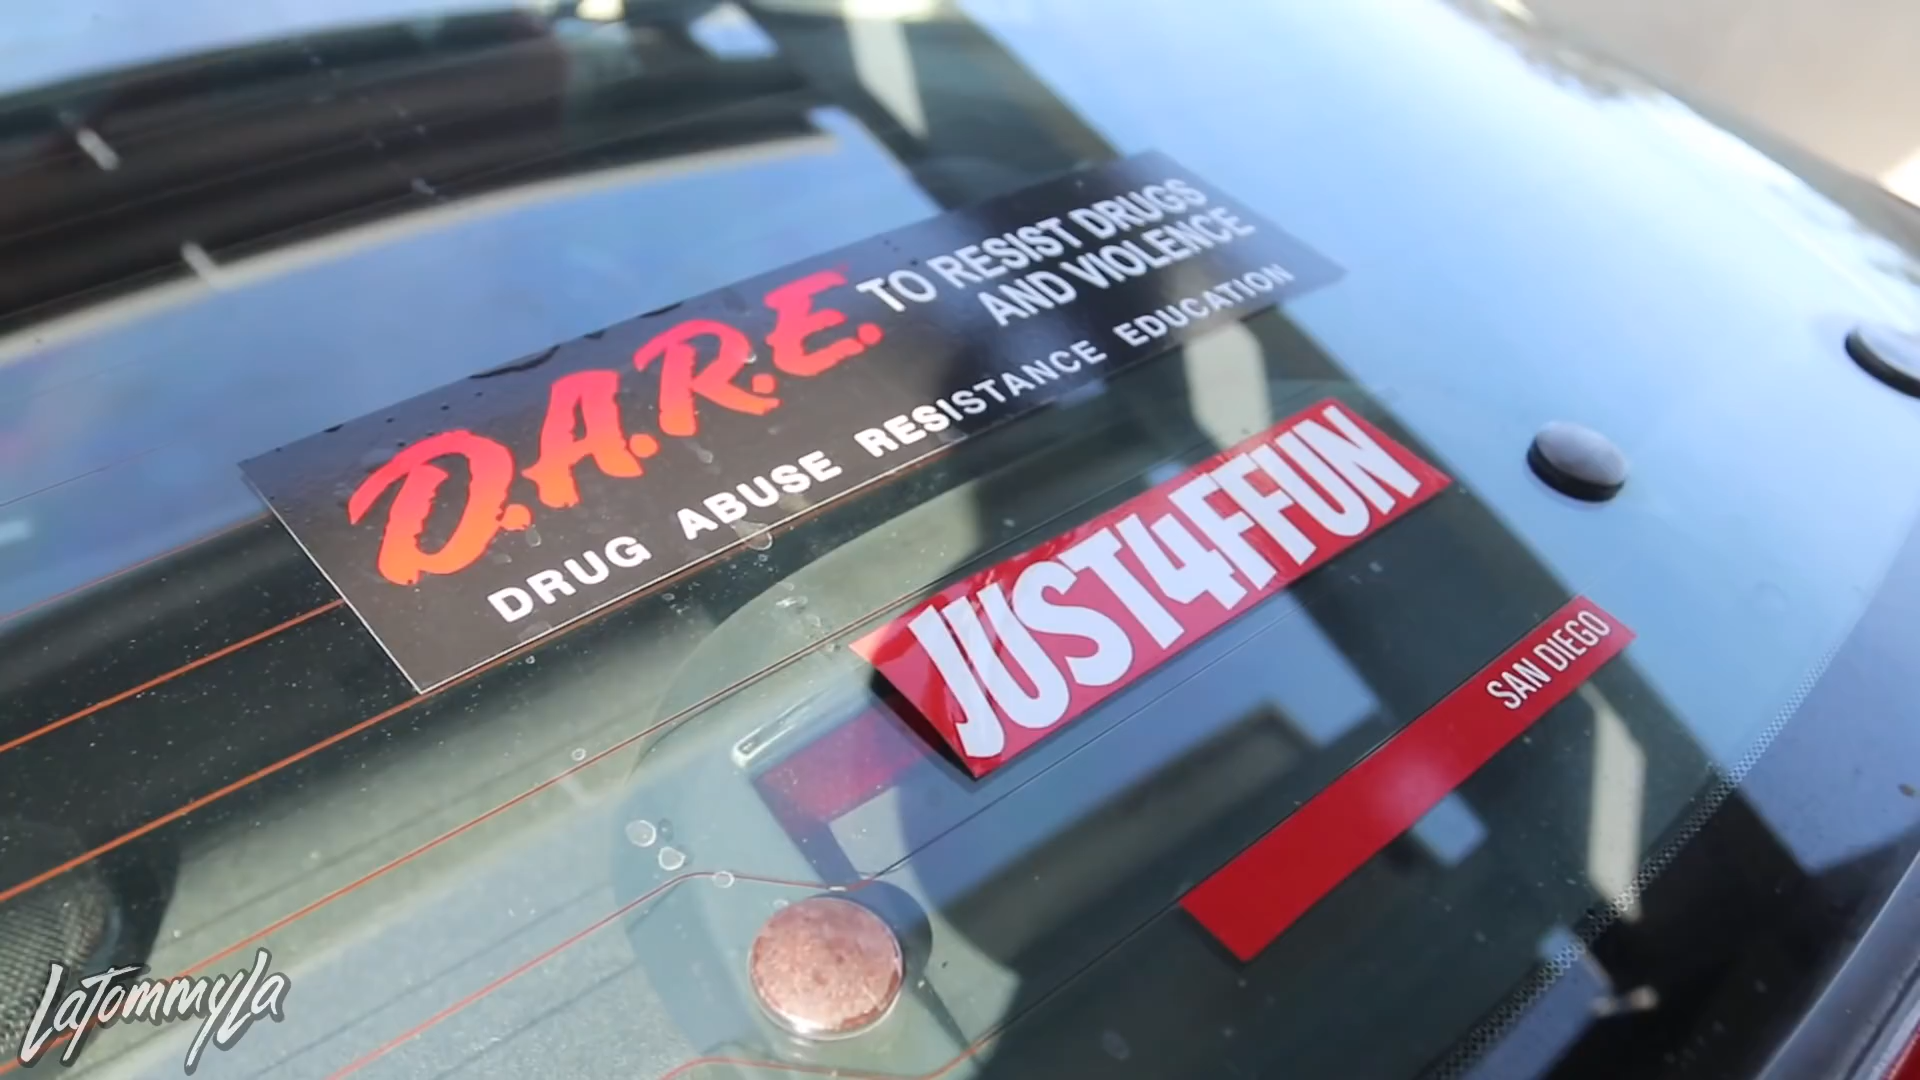 D.A.R.E. TO RESIST DRUGS
AND VIOLENCE
DRUG ABUSE RESISTANCE EDUCATION
JUST4FFUN
SAN DIEGO
LATOMMYLA